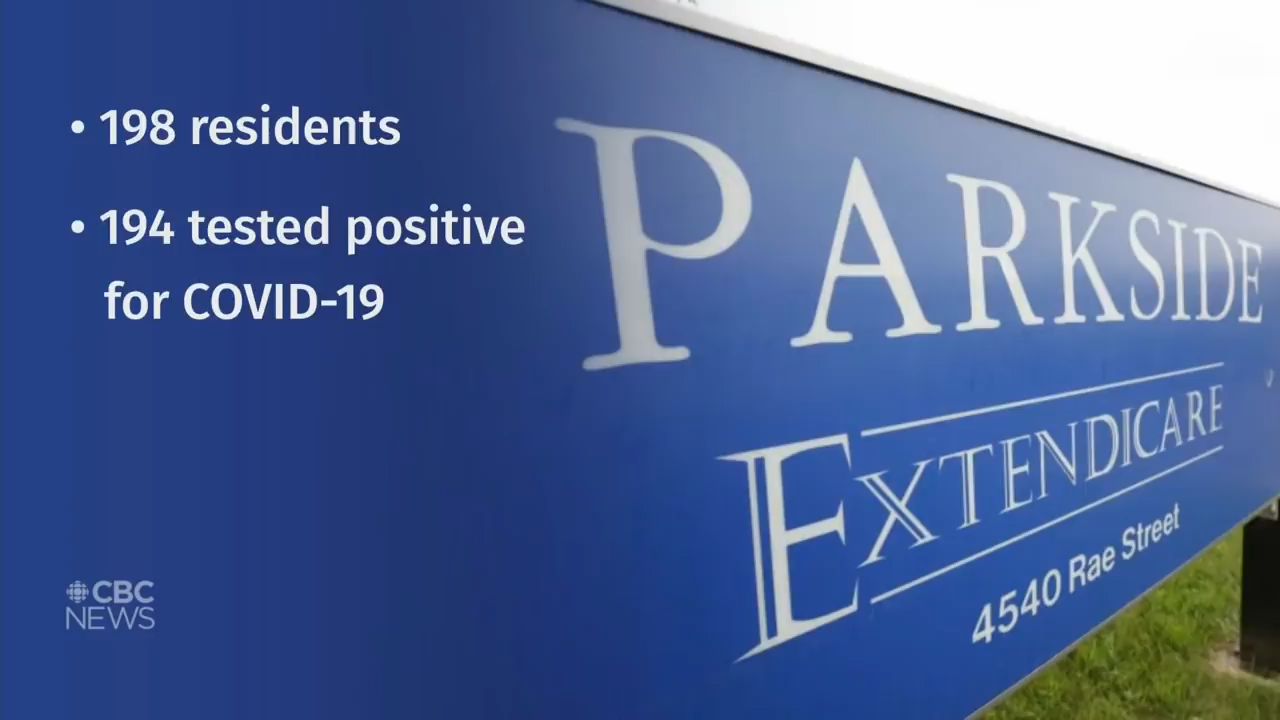 • 198 residents
• 194 tested positive
for COVID-19
PARKSIDE
EXTENDICARE
4540 Rae Street
CBC
NEWS